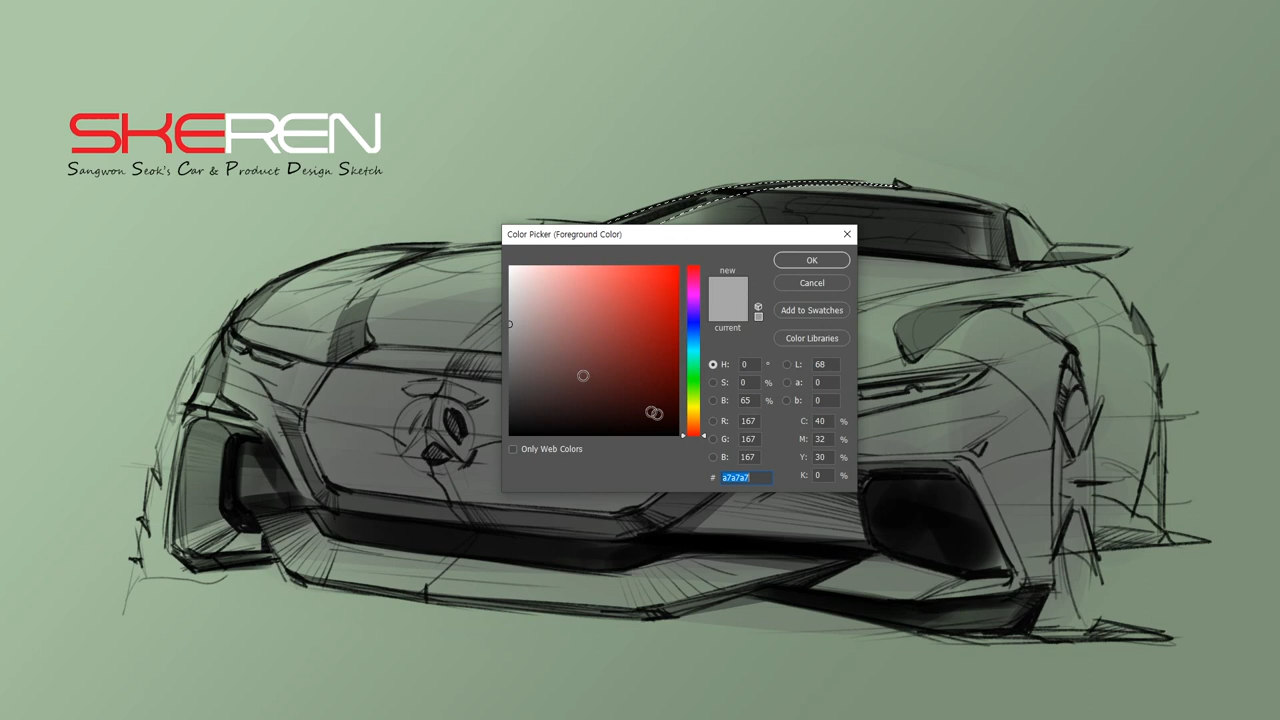 SKEREN
Sangwon Seok's Car & Product Design Sketch
Color Picker (Foreground Color)
new
current
OK
Cancel
Add to Swatches
Color Libraries
H: 0 °
S: 0 %
B: 65 %
R: 167
G: 167
B: 167
# a7a7a7
L: 68
a: 0
b: 0
C: 40 %
M: 32 %
Y: 30 %
K: 0 %
Only Web Colors